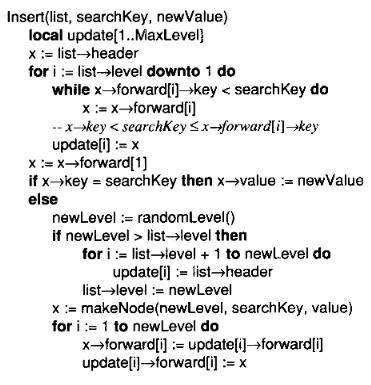 Insert(list, searchKey, newValue)
local update[1..MaxLevel]
x := list→header
for i := list→level downto 1 do
while x→forward[i]→key < searchKey do
x := x→forward[i]
-- x→key < searchKey ≤ x→forward[i]→key
update[i] := x
x := x→forward[1]
if x→key = searchKey then x→value := newValue
else
newLevel := randomLevel()
if newLevel > list→level then
for i := list→level + 1 to newLevel do
update[i] := list→header
list→level := newLevel
x := makeNode(newLevel, searchKey, value)
for i := 1 to newLevel do
x→forward[i] := update[i]→forward[i]
update[i]→forward[i] := x